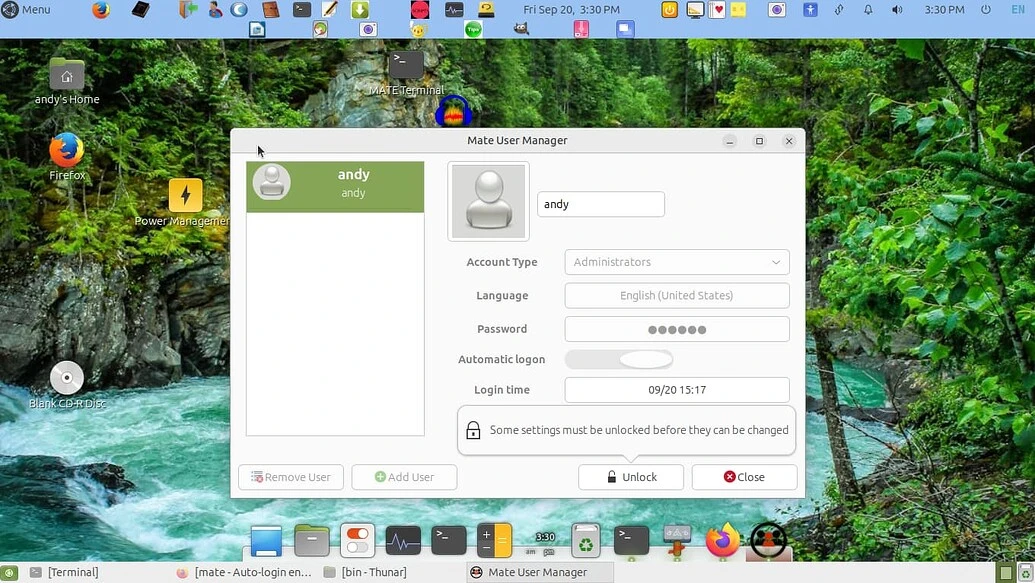 Menu
Fri Sep 20, 3:30 PM
3:30 PM
EN
Tips
andy's Home
MATE Terminal
Firefox
Power Managemen
Blank CD-R Disc
Mate User Manager
andy
andy
andy
Account Type
Administrators
Language
English (United States)
Password
Automatic logon
Login time
09/20 15:17
Some settings must be unlocked before they can be changed
Remove User
Add User
Unlock
Close
3:30
am pm
[Terminal]
[mate - Auto-login en...
[bin - Thunar]
Mate User Manager